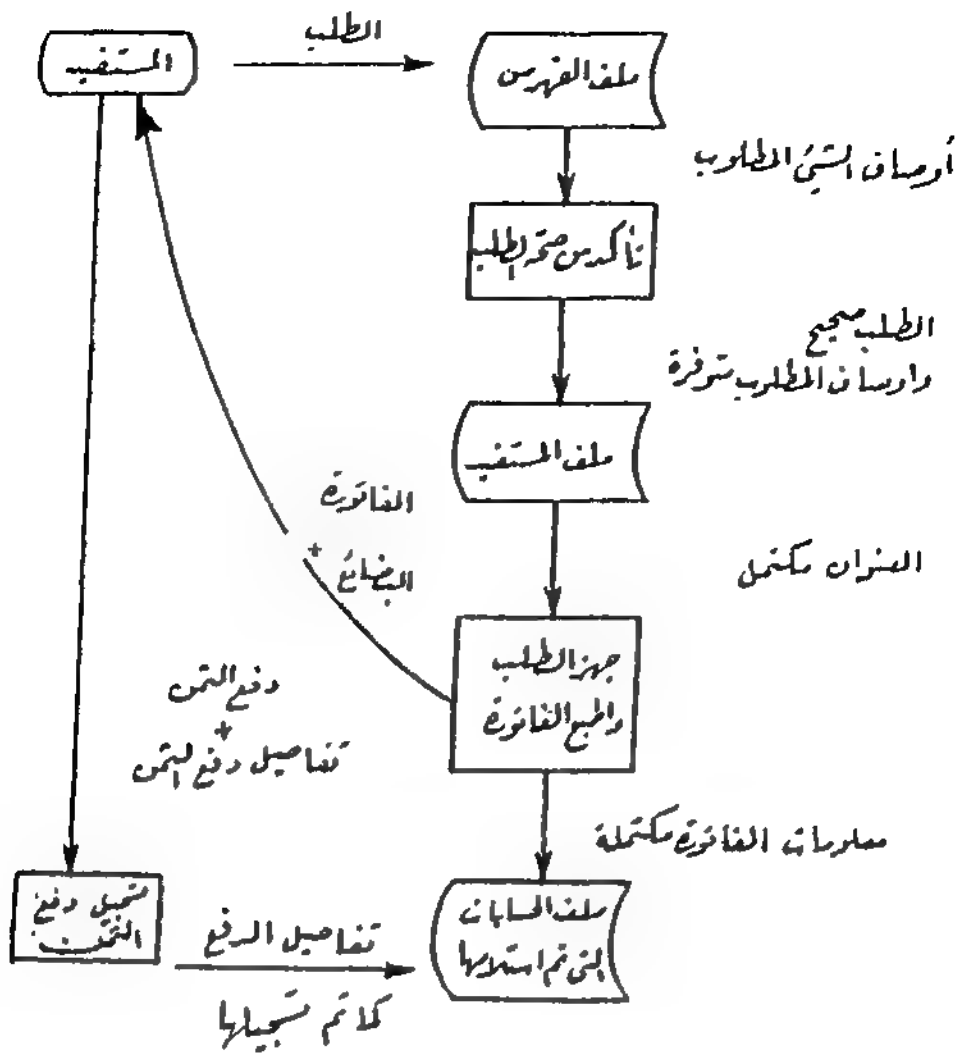 الطلب
المستفيد
ملف الفهرس
أوصاف الشئ المطلوب
تأكد من صحة الطلب
الطلب صحيح
واوصاف المطلوب متوفرة
ملف المستفيد
الفاتورة
+
البضائع
العنوان مكتمل
جهز الطلب
واطبع الفاتورة
دفع الثمن
+
تفاصيل دفع الثمن
معلومات الفاتورة مكتملة
تسجيل دفع
الثمن
تفاصيل الدفع
كما تم تسجيلها
ملف الحسابات
التي تم استلامها